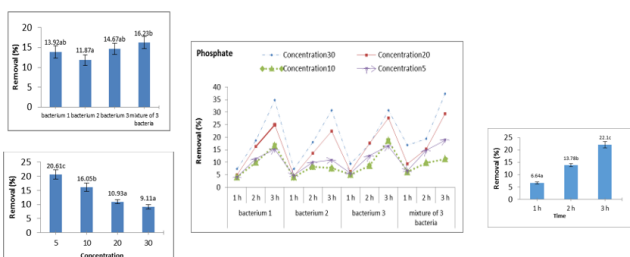 20
15
10
5
0
Removal (%)
13.92ab
11.87a
14.67ab
16.23b
bacterium 1 bacterium 2 bacterium 3 mixture of 3
bacteria
25
20
15
10
5
0
Removal (%)
20.61c
16.05b
10.93a
9.11a
5 10 20 30
Concentration
Phosphate
Concentration30 Concentration20
Concentration10 Concentration5
40
35
30
25
20
15
10
5
0
Removal (%)
1 h 2 h 3 h 1 h 2 h 3 h 1 h 2 h 3 h 1 h 2 h 3 h
bacterium 1 bacterium 2 bacterium 3 mixture of 3
bacteria
25
20
15
10
5
0
Removal (%)
6.64a
13.78b
22.1c
1 h 2 h 3 h
Time